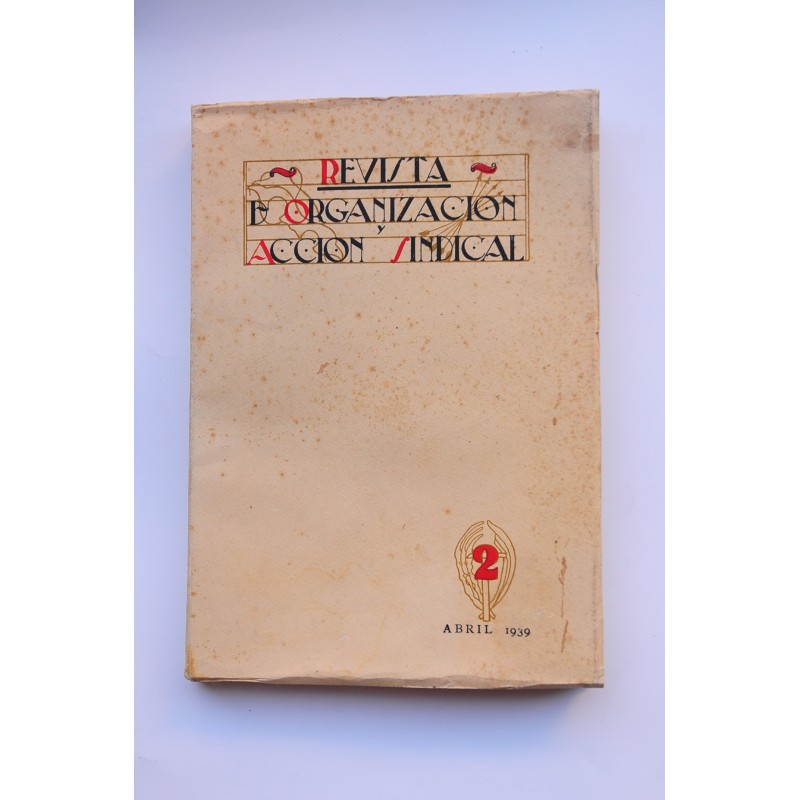 REVISTA
DE ORGANIZACION
Y
ACCION SINDICAL
2
ABRIL 1939